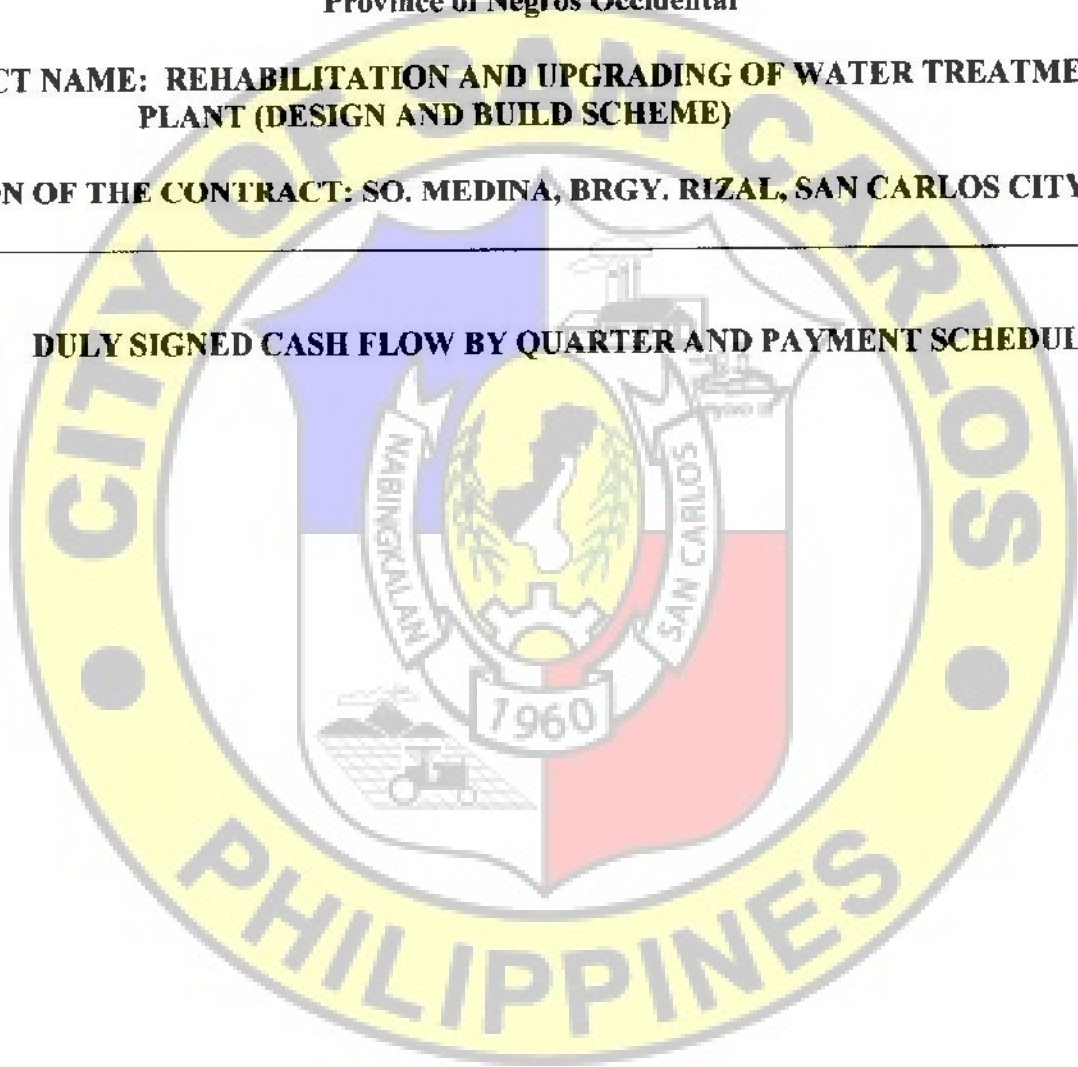 Province of Negros Occidental
CT NAME: REHABILITATION AND UPGRADING OF WATER TREATME
PLANT (DESIGN AND BUILD SCHEME)
ON OF THE CONTRACT: SO. MEDINA, BRGY. RIZAL, SAN CARLOS CITY
DULY SIGNED CASH FLOW BY QUARTER AND PAYMENT SCHEDUL
CITY OF SAN CARLOS
NABINGKALAN
SAN CARLOS
1960
PHILIPPINES